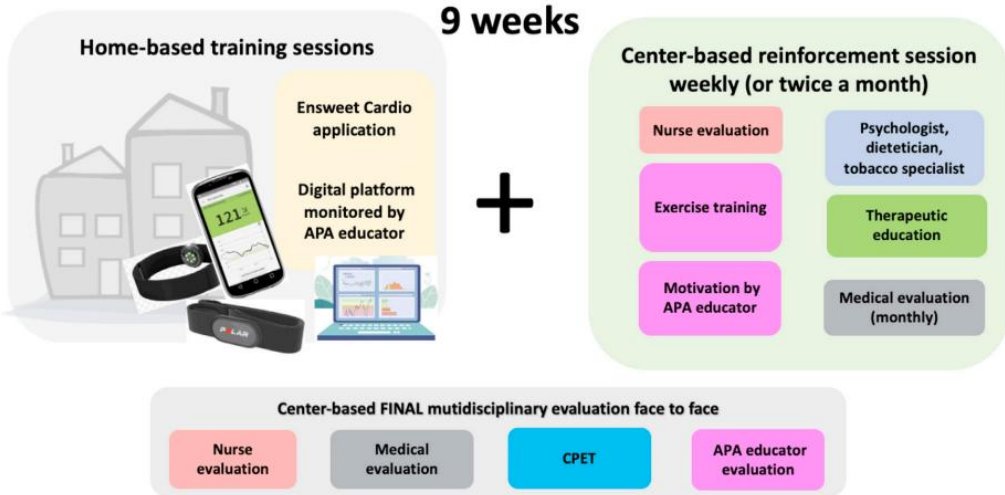 9 weeks
Home-based training sessions
Ensweet Cardio
application
Digital platform
monitored by
APA educator
121
POLAR
+
Center-based reinforcement session
weekly (or twice a month)
Nurse evaluation
Psychologist,
dietetician,
tobacco specialist
Exercise training
Therapeutic
education
Motivation by
APA educator
Medical evaluation
(monthly)
Center-based FINAL mutidisciplinary evaluation face to face
Nurse
evaluation
Medical
evaluation
CPET
APA educator
evaluation